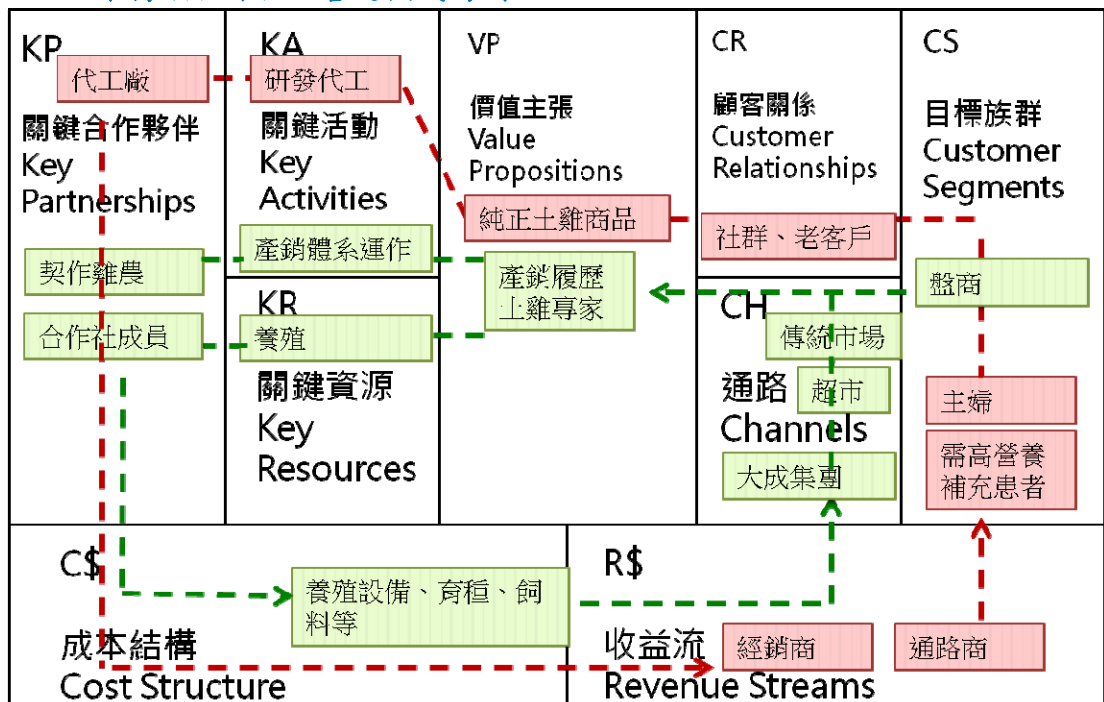 KP
代工廠
關鍵合作夥伴
Key
Partnerships
契作雞農
合作社成員
KA
研發代工
關鍵活動
Key
Activities
產銷體系運作
KR
養殖
關鍵資源
Key
Resources
VP
價值主張
Value
Propositions
純正土雞商品
產銷履歷
土雞專家
CR
顧客關係
Customer
Relationships
社群、老客戶
CH
傳統市場
通路
超市
Channels
大成集團
CS
目標族群
Customer
Segments
盤商
主婦
需高營養
補充患者
C$
養殖設備、育種、飼
料等
成本結構
Cost Structure
R$
收益流
經銷商
通路商
Revenue Streams